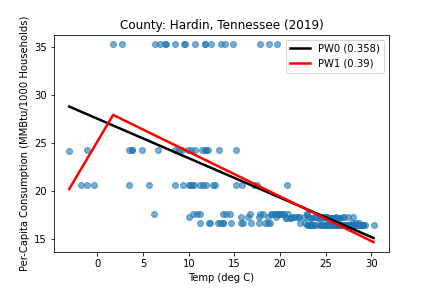 County: Hardin, Tennessee (2019)
PW0 (0.358)
PW1 (0.39)
Per-Capita Consumption (MMBtu/1000 Households)
35
30
25
20
15
0 5 10 15 20 25 30
Temp (deg C)